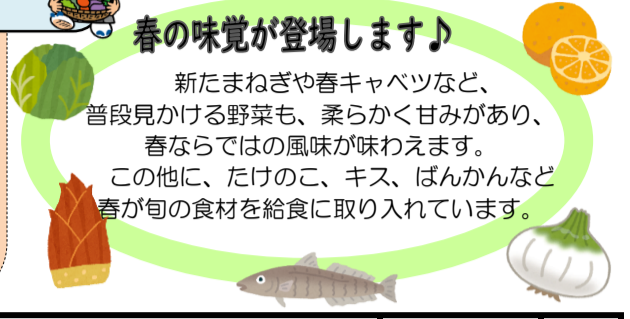 春の味覚が登場します♪
新たまねぎや春キャベツなど、
普段見かける野菜も、柔らかく甘みがあり、
春ならではの風味が味わえます。
この他に、たけのこ、キス、ばんかんなど
春が旬の食材を給食に取り入れています。